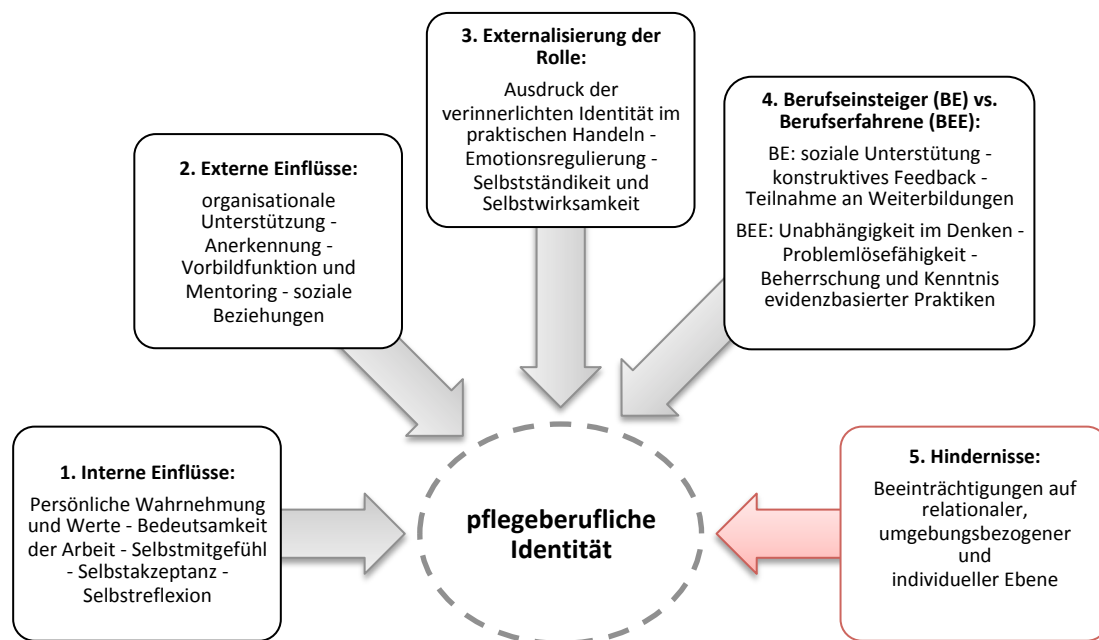 1. Interne Einflüsse:
Persönliche Wahrnehmung
und Werte - Bedeutsamkeit
der Arbeit - Selbstmitgefühl
- Selbstakzeptanz -
Selbstreflexion
2. Externe Einflüsse:
organisationale
Unterstützung -
Anerkennung -
Vorbildfunktion und
Mentoring - soziale
Beziehungen
3. Externalisierung der
Rolle:
Ausdruck der
verinnerlichten Identität im
praktischen Handeln -
Emotionsregulierung -
Selbstständikeit und
Selbstwirksamkeit
4. Berufseinsteiger (BE) vs.
Berufserfahrene (BEE):
BE: soziale Unterstütung -
konstruktives Feedback -
Teilnahme an Weiterbildungen
BEE: Unabhängigkeit im Denken -
Problemlösefähigkeit -
Beherrschung und Kenntnis
evidenzbasierter Praktiken
5. Hindernisse:
Beeinträchtigungen auf
relationaler,
umgebungsbezogener
und
individueller Ebene
pflegeberufliche
Identität